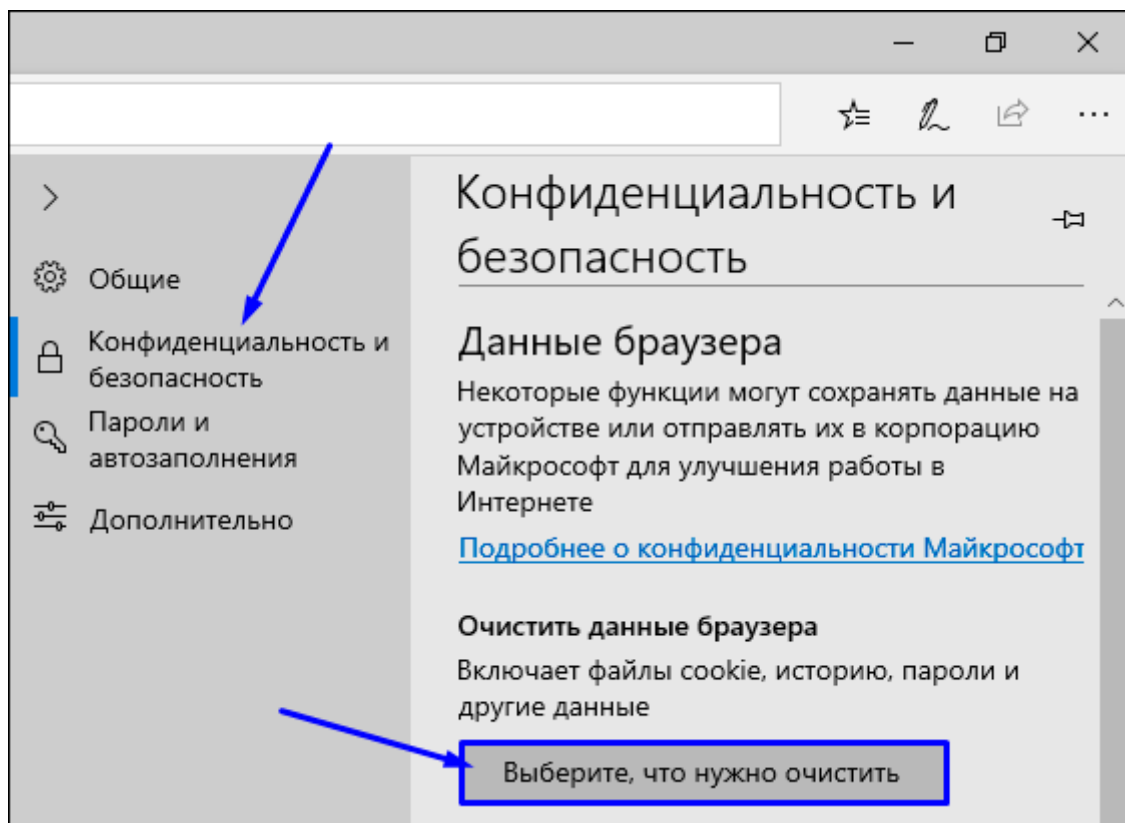 Общие
Конфиденциальность и
безопасность
Пароли и
автозаполнения
Дополнительно
Конфиденциальность и
безопасность
Данные браузера
Некоторые функции могут сохранять данные на
устройстве или отправлять их в корпорацию
Майкрософт для улучшения работы в
Интернете
Подробнее о конфиденциальности Майкрософт
Очистить данные браузера
Включает файлы cookie, историю, пароли и
другие данные
Выберите, что нужно очистить